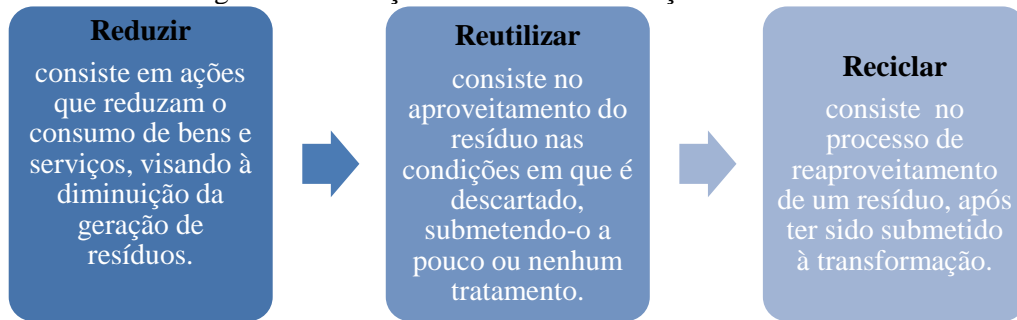 Reduzir
consiste em ações
que reduzam o
consumo de bens e
serviços, visando à
diminuição da
geração de
resíduos.
Reutilizar
consiste no
aproveitamento do
resíduo nas
condições em que é
descartado,
submetendo-o a
pouco ou nenhum
tratamento.
Reciclar
consiste no
processo de
reaproveitamento
de um resíduo, após
ter sido submetido
à transformação.